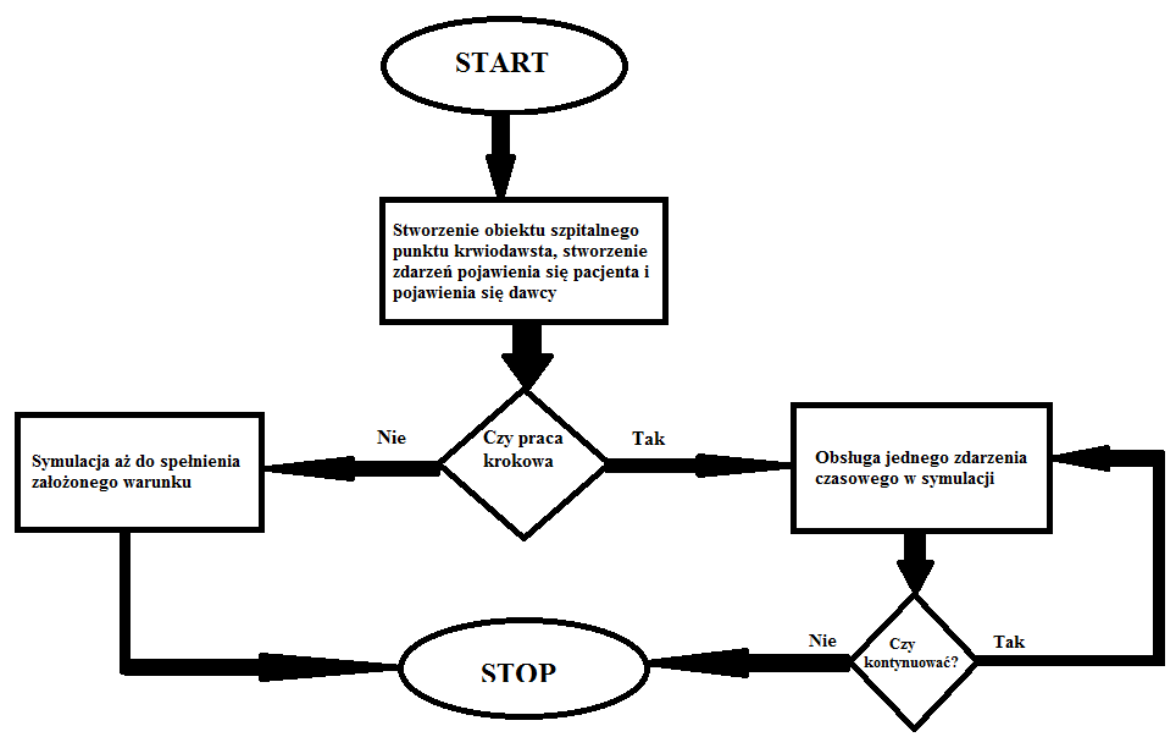 START
Stworzenie obiektu szpitalnego
punktu krwiodawsta, stworzenie
zdarzeń pojawienia się pacjenta i
pojawienia się dawcy
Nie
Czy praca
krokowa
Tak
Symulacja aż do spełnienia
założonego warunku
Obsługa jednego zdarzenia
czasowego w symulacji
STOP
Nie
Czy
kontynuować?
Tak